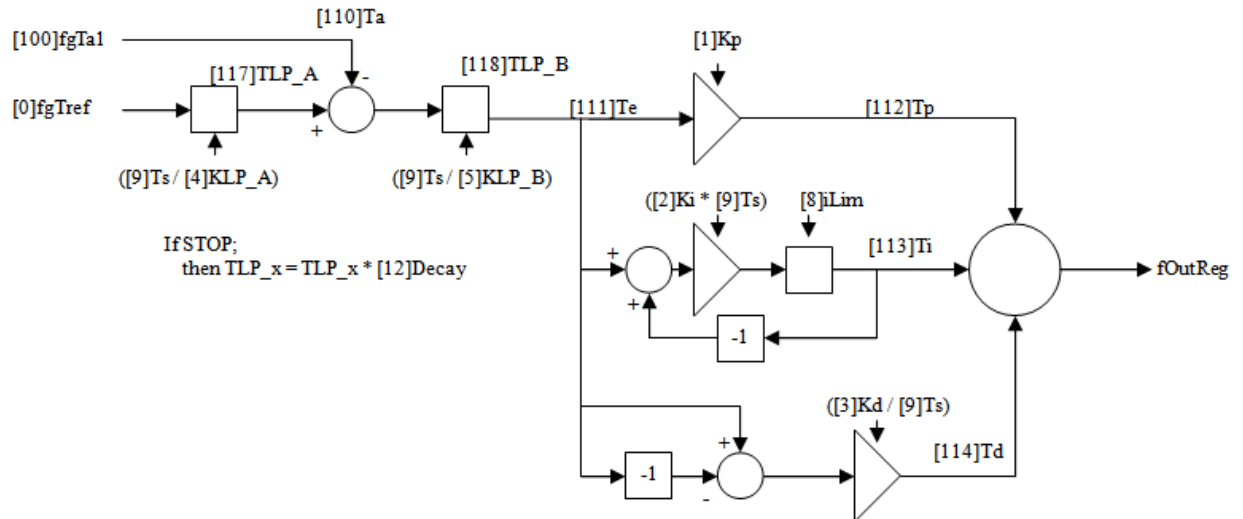 [110]Ta
[100]fgTa1
[1]Kp
-
[117]TLP_A
[118]TLP_B
[0]fgTref
+
[111]Te
[112]Tp
([9]Ts / [4]KLP_A)
([9]Ts / [5]KLP_B)
([2]Ki * [9]Ts)
[8]iLim
If STOP;
then TLP_x = TLP_x * [12]Decay
+
[113]Ti
fOutReg
+
-1
([3]Kd / [9]Ts)
+
-1
-
[114]Td